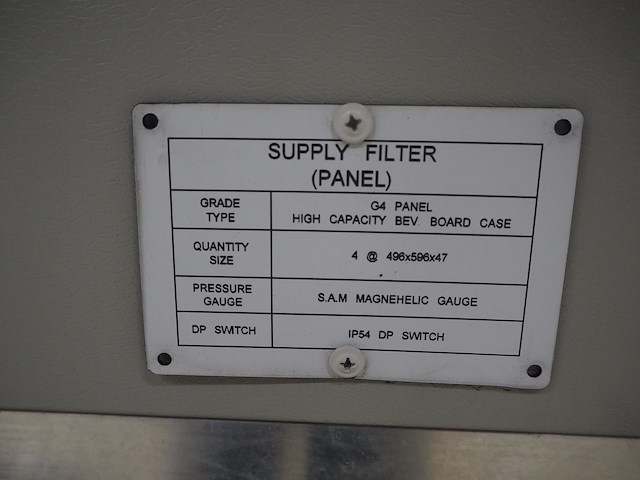 SUPPLY FILTER
(PANEL)
GRADE
TYPE
G4 PANEL
HIGH CAPACITY BEV BOARD CASE
QUANTITY
SIZE
4 @ 496x596x47
PRESSURE
GAUGE
S.A.M MAGNEHELIC GAUGE
DP SWITCH
IP54 DP SWITCH